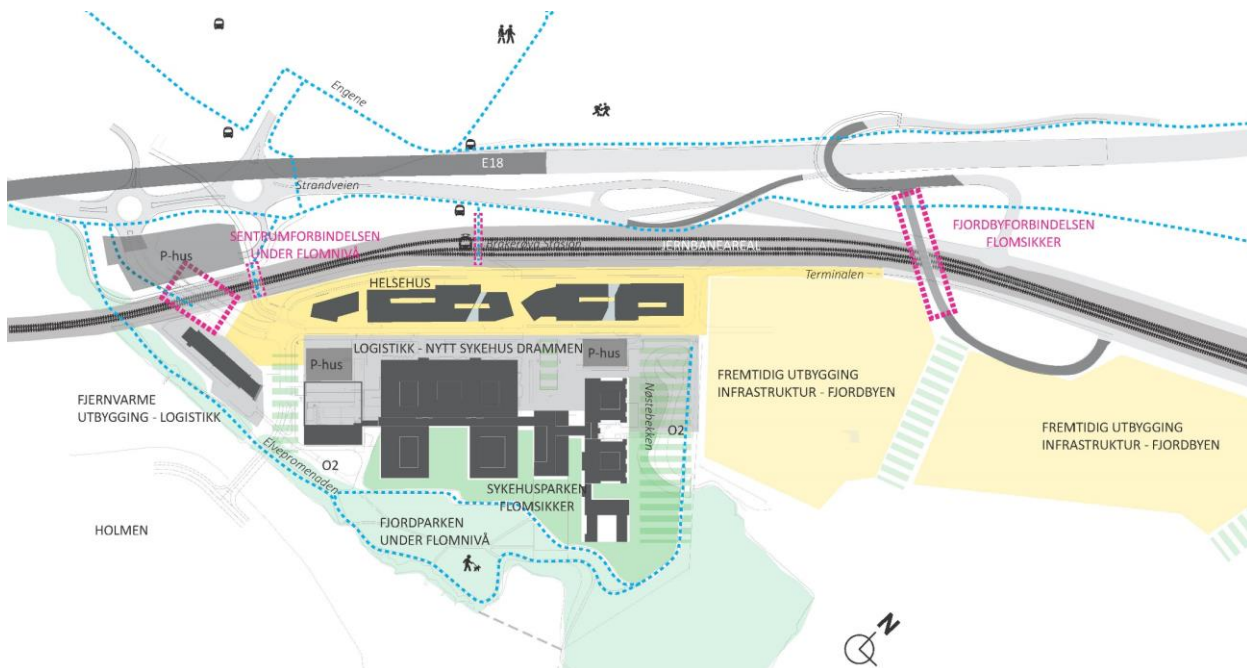 Engene
E18
Strandveien
SENTRUMFORBINDELSEN
UNDER FLOMNIVÅ
P-hus
Brakerøya Stasjon
JERNBANEAREAL
FJORDBYFORBINDELSEN
FLOMSIKKER
Terminalen
HELSEHUS
LOGISTIKK - NYTT SYKEHUS DRAMMEN
P-hus
P-hus
FJERNVARME
UTBYGGING - LOGISTIKK
Nøstebekken
FREMTIDIG UTBYGGING
INFRASTRUKTUR - FJORDBYEN
FREMTIDIG UTBYGGING
INFRASTRUKTUR - FJORDBYEN
O2
O2
Elvepromenaden
SYKEHUSPARKEN
FLOMSIKKER
FJORDPARKEN
UNDER FLOMNIVÅ
HOLMEN
N